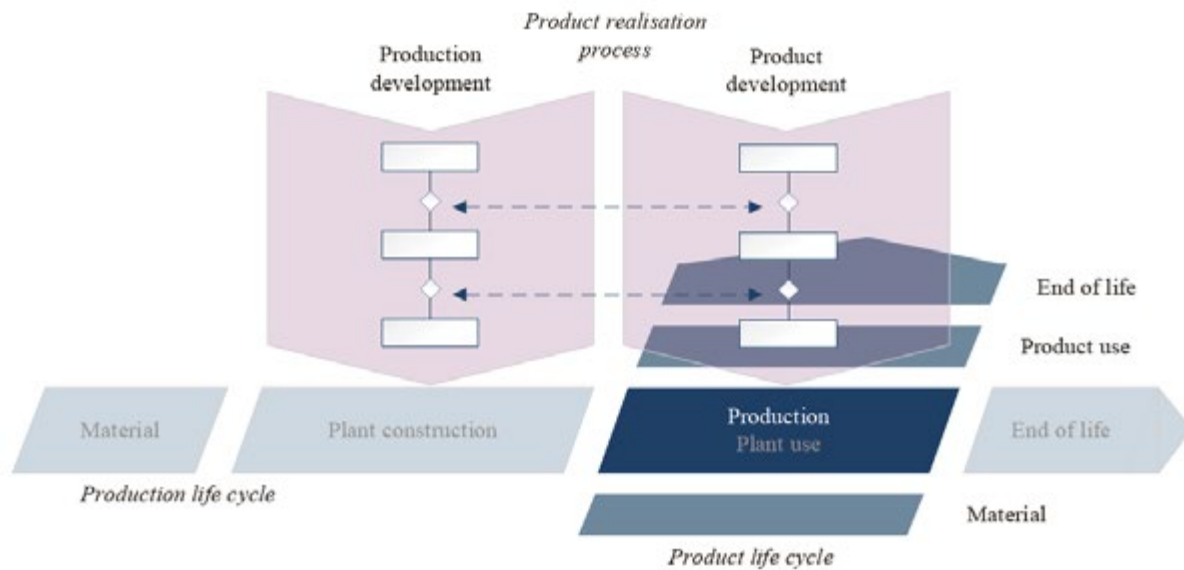 Product realisation
process
Production
development
Product
development
End of life
Product use
Material
Plant construction
Production
Plant use
End of life
Production life cycle
Material
Product life cycle